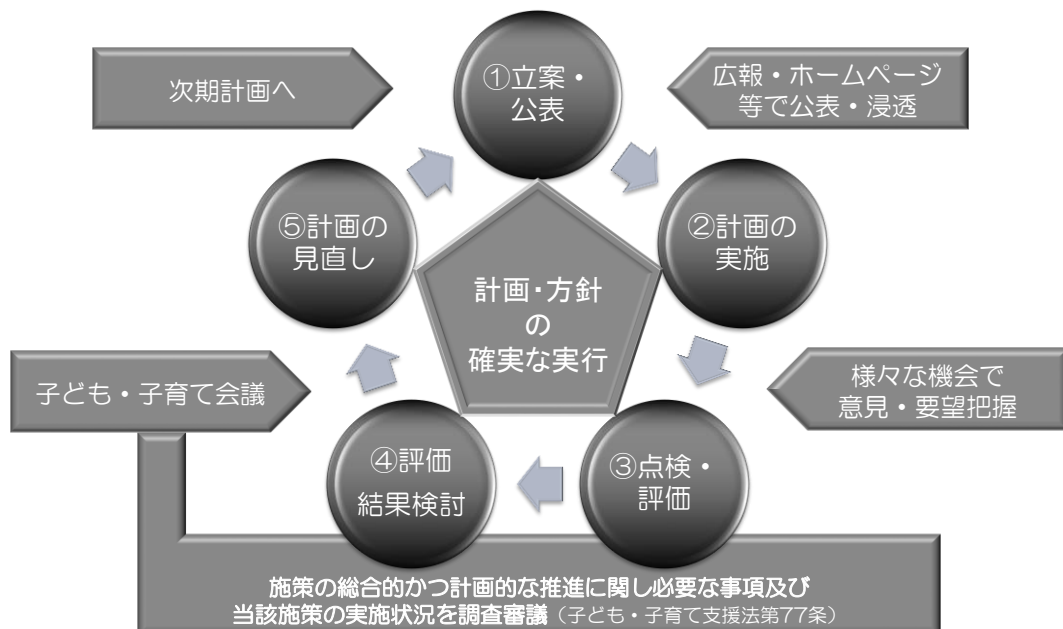 次期計画へ
①立案・
公表
広報・ホームページ
等で公表・浸透
⑤計画の
見直し
②計画の
実施
計画・方針
の
確実な実行
子ども・子育て会議
様々な機会で
意見・要望把握
④評価
結果検討
③点検・
評価
施策の総合的かつ計画的な推進に関し必要な事項及び
当該施策の実施状況を調査審議（子ども・子育て支援法第77条）